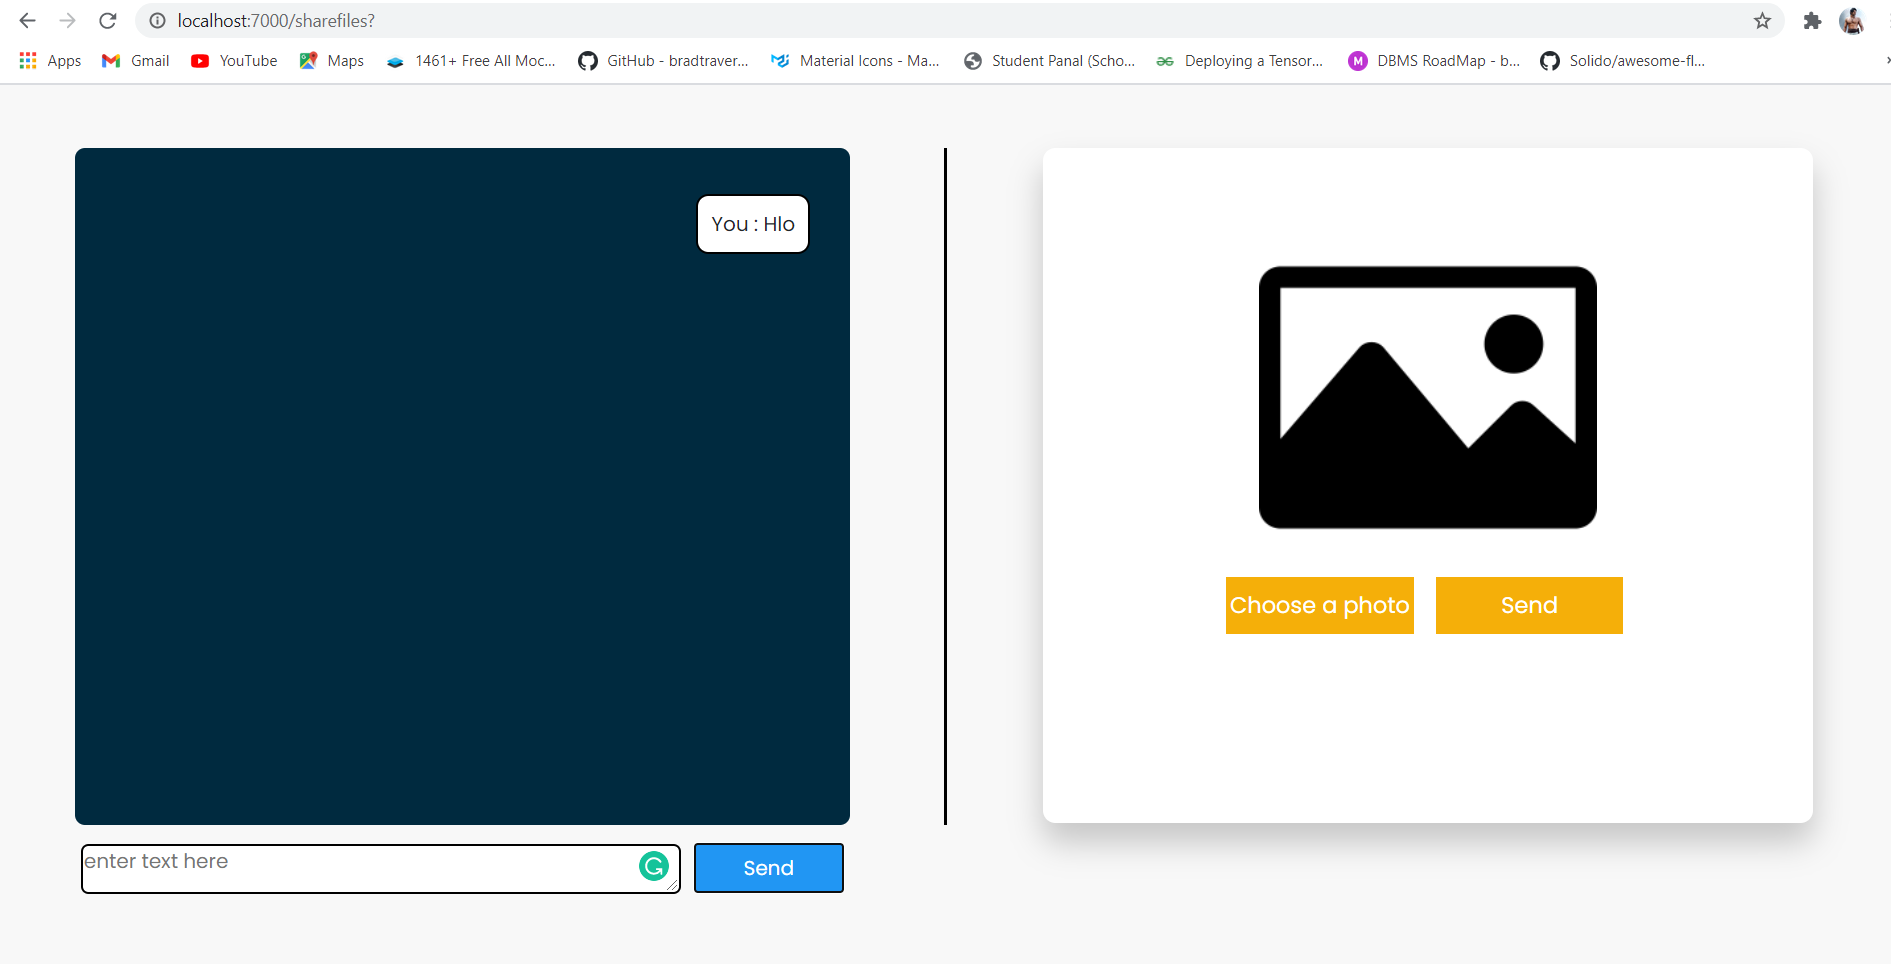 localhost:7000/sharefiles?
Apps Gmail YouTube Maps 1461+ Free All Moc... GitHub - bradtraver... Material Icons - Ma... Student Panal (Scho... Deploying a Tensor... M DBMS RoadMap - b... Solido/awesome-fl...
You : Hlo
Choose a photo Send
enter text here
Send